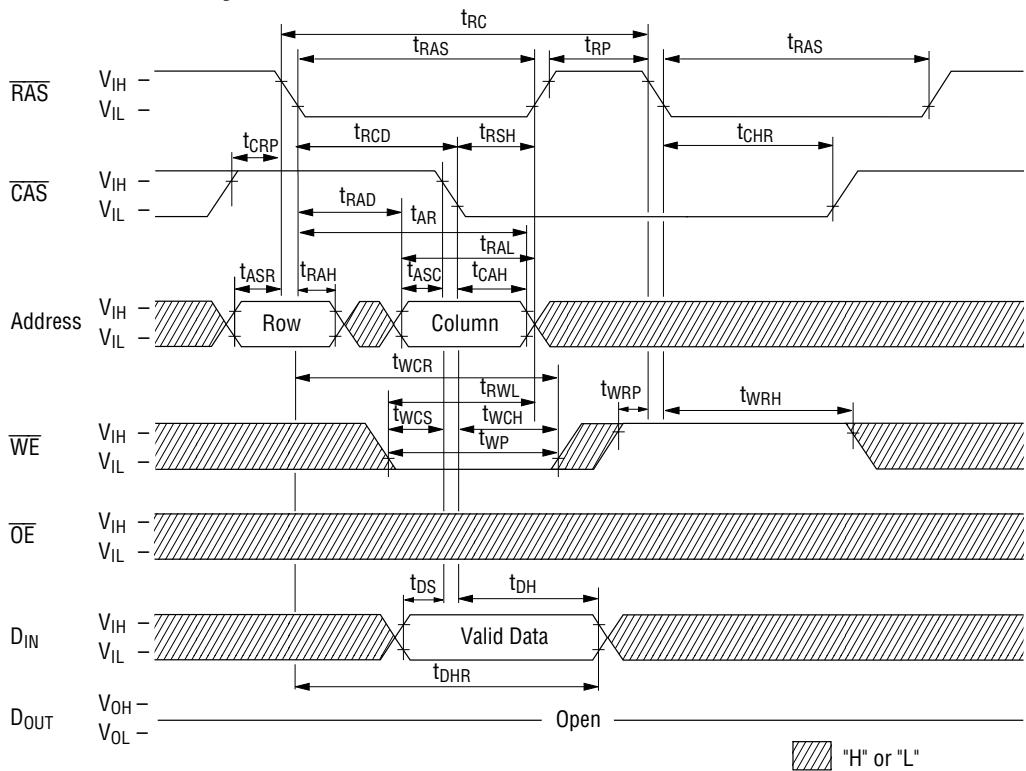 tRC
tRAS tRP tRAS
RAS VIH –
VIL –
tCRP tRCD tRSH tCHR
CAS VIH –
VIL –
tRAD
tAR
tRAL
tASR tRAH tASC tCAH
Address VIH – Row Column
VIL –
tWCR
tRWL tWRP tWRH
tWCS tWCH
tWP
WE VIH –
VIL –
OE VIH –
VIL –
tDS tDH
DIN VIH – Valid Data
VIL –
tDHR
DOUT VOH – Open
VOL –
"H" or "L"